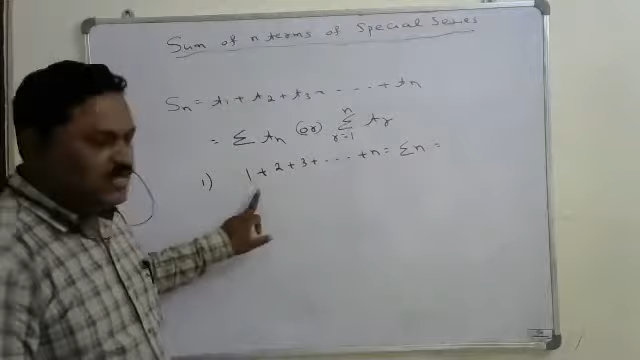 Sum of n terms of Special Series
Sn = t1 + t2 + t3 - - - - - + tn
= Σ tn (or) Σ r=1 n tr
1) 1 + 2 + 3 + - - - + n = Σn =